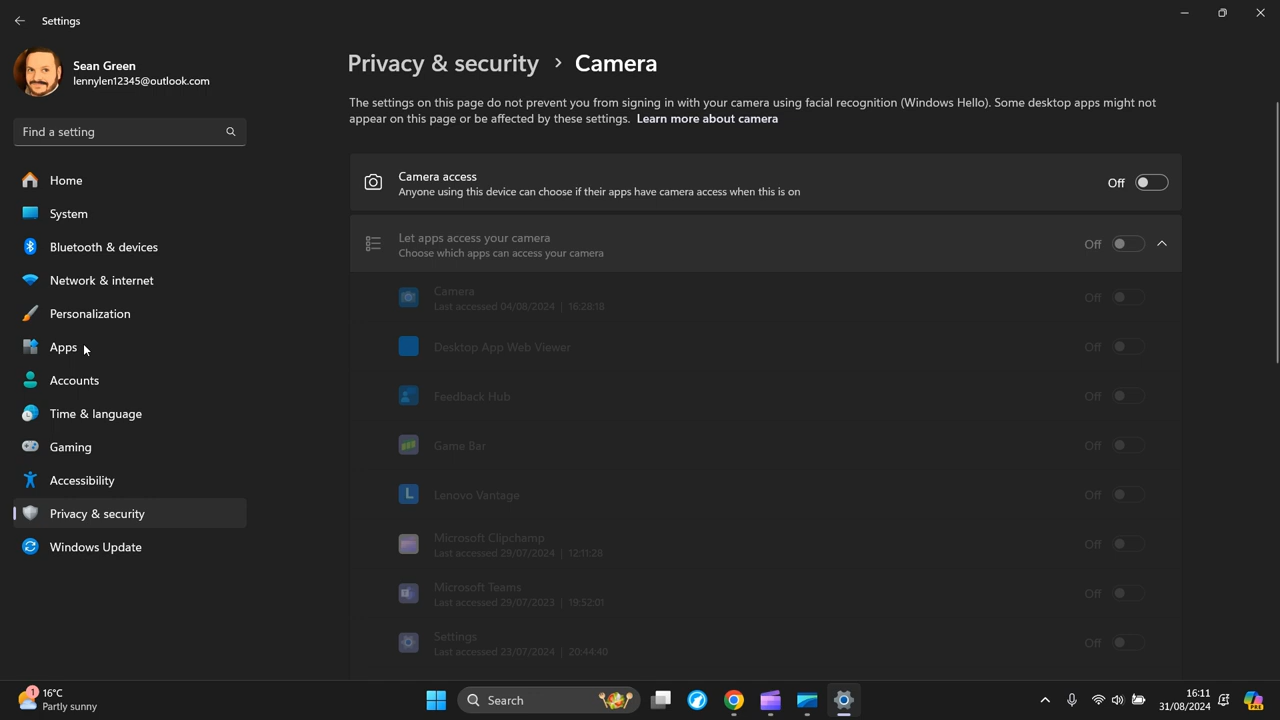 Settings
Sean Green
lennylen12345@outlook.com
Find a setting
Home
System
Bluetooth & devices
Network & internet
Personalization
Apps
Accounts
Time & language
Gaming
Accessibility
Privacy & security
Windows Update
Privacy & security > Camera
The settings on this page do not prevent you from signing in with your camera using facial recognition (Windows Hello). Some desktop apps might not
appear on this page or be affected by these settings. Learn more about camera
Camera access
Anyone using this device can choose if their apps have camera access when this is on
Off
Let apps access your camera
Choose which apps can access your camera
Off
Camera
Last accessed 04/08/2024 | 16:28:18
Off
Desktop App Web Viewer
Off
Feedback Hub
Off
Game Bar
Off
L
Lenovo Vantage
Off
Microsoft Clipchamp
Last accessed 29/07/2024 | 12:11:28
Off
Microsoft Teams
Last accessed 29/07/2023 | 19:52:01
Off
Settings
Last accessed 23/07/2024 | 20:44:40
Off
1
16°C
Partly sunny
Search
16:11
31/08/2024
PRE